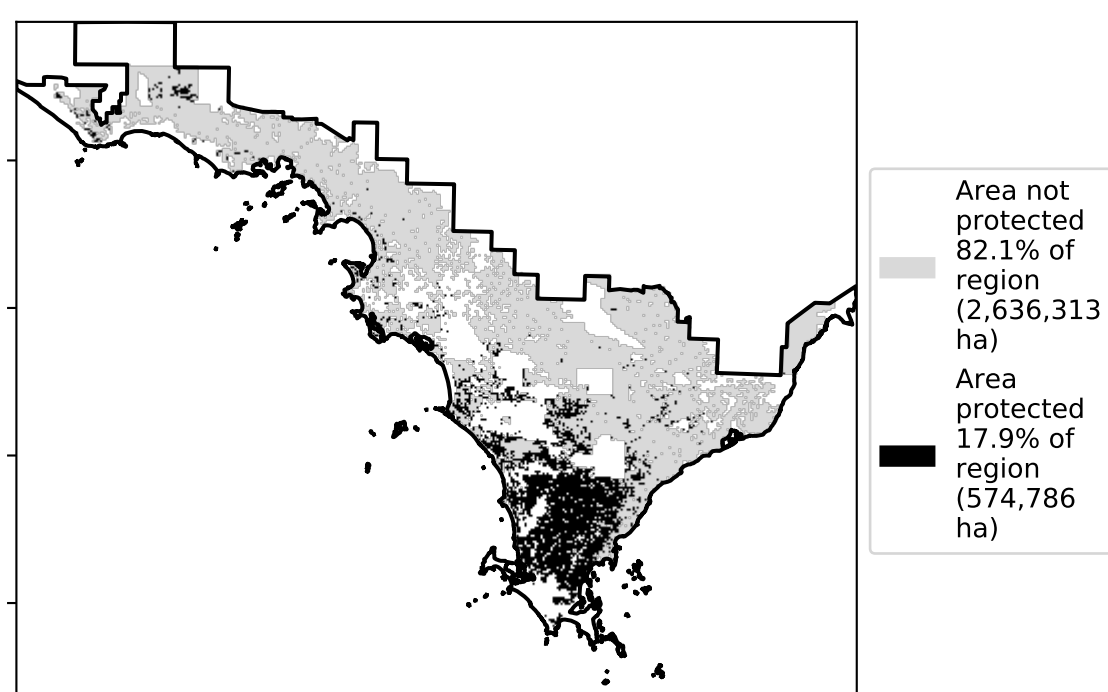 Area not
protected
82.1% of
region
(2,636,313
ha)
Area
protected
17.9% of
region
(574,786
ha)